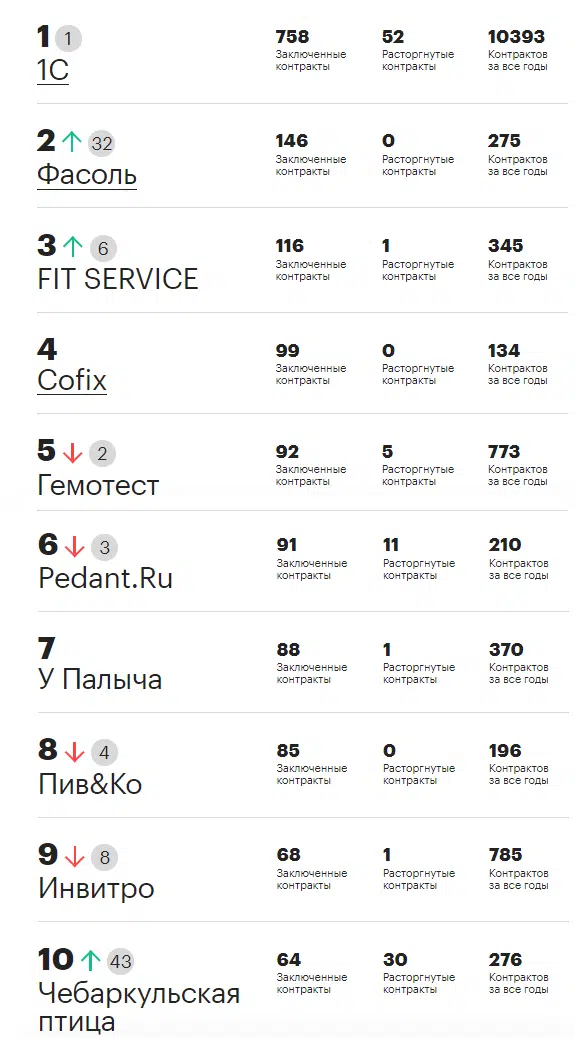 1 1
1С
758 52 10393
Заключенные Расторгнутые Контрактов
контракты контракты за все годы
2 ↑ 32
Фасоль
146 0 275
Заключенные Расторгнутые Контрактов
контракты контракты за все годы
3 ↑ 6
FIT SERVICE
116 1 345
Заключенные Расторгнутые Контрактов
контракты контракты за все годы
4
Cofix
99 0 134
Заключенные Расторгнутые Контрактов
контракты контракты за все годы
5 ↓ 2
Гемотест
92 5 773
Заключенные Расторгнутые Контрактов
контракты контракты за все годы
6 ↓ 3
Pedant.Ru
91 11 210
Заключенные Расторгнутые Контрактов
контракты контракты за все годы
7
У Палыча
88 1 370
Заключенные Расторгнутые Контрактов
контракты контракты за все годы
8 ↓ 4
Пив&Ко
85 0 196
Заключенные Расторгнутые Контрактов
контракты контракты за все годы
9 ↓ 8
Инвитро
68 1 785
Заключенные Расторгнутые Контрактов
контракты контракты за все годы
10 ↑ 43
Чебаркульская
птица
64 30 276
Заключенные Расторгнутые Контрактов
контракты контракты за все годы